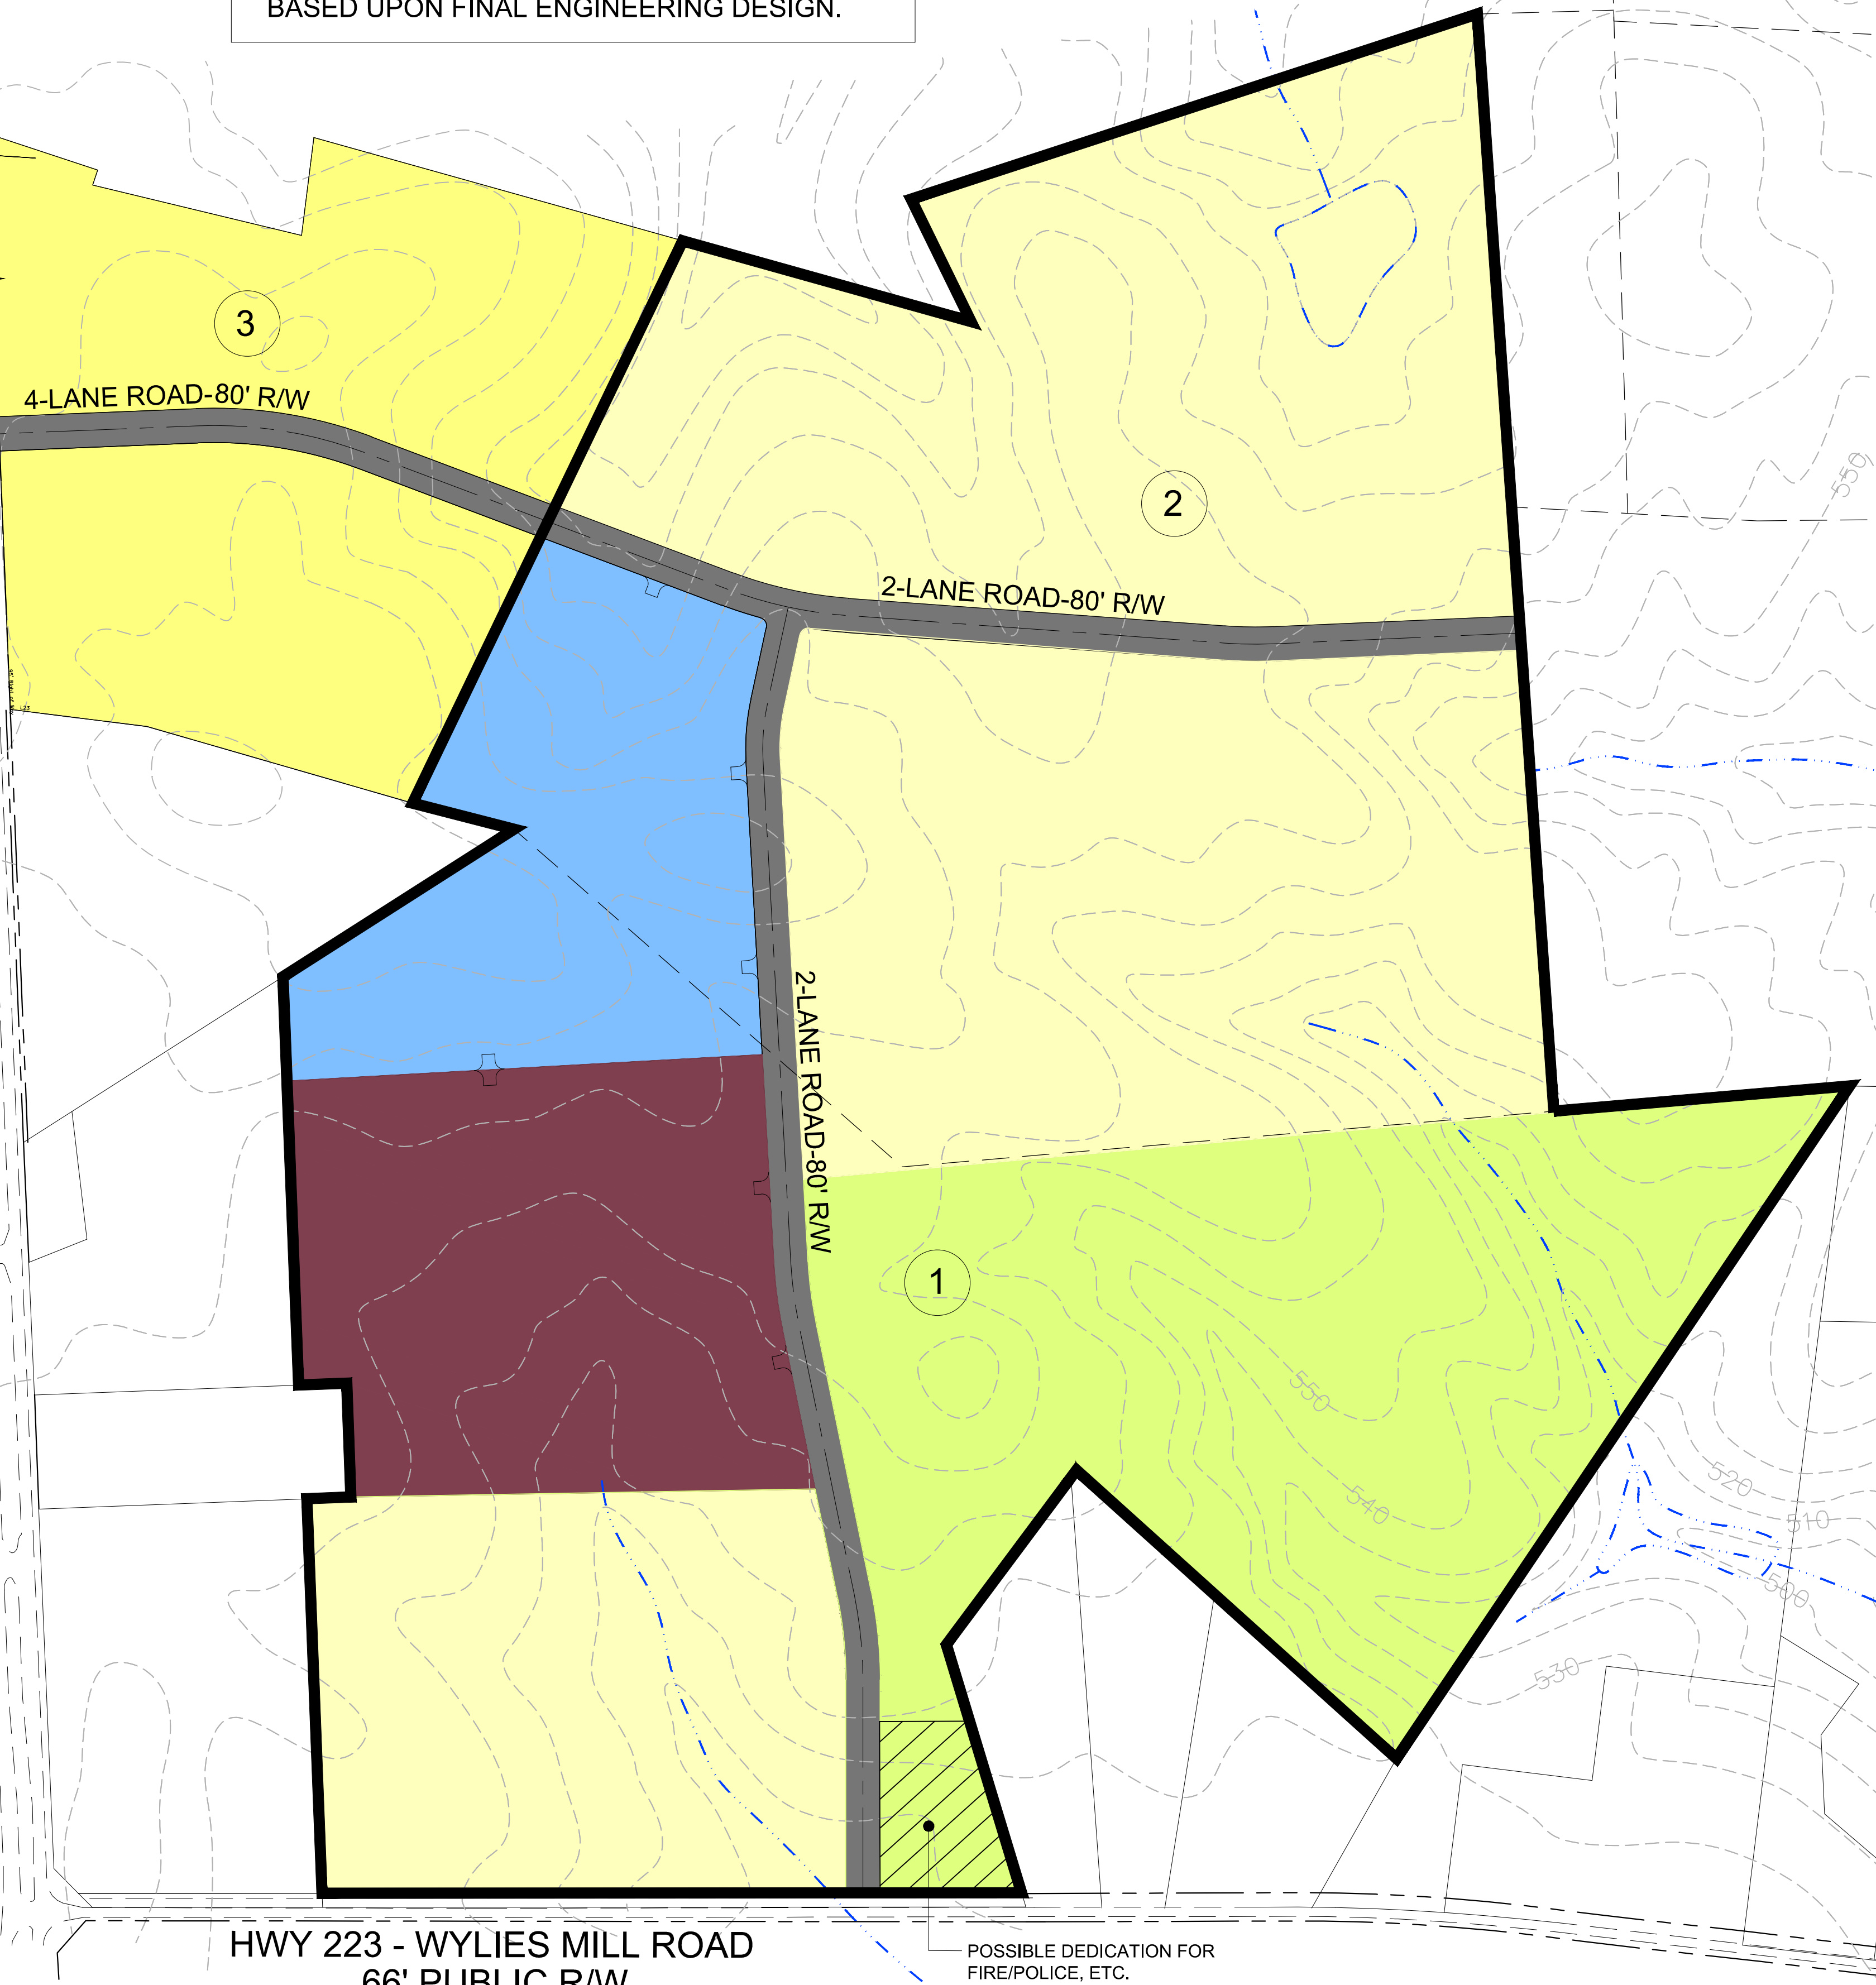 BASED UPON FINAL ENGINEERING DESIGN.
3
4-LANE ROAD-80' R/W
550
2
2-LANE ROAD-80' R/W
L23
2-LANE ROAD-80' R/W
1
550
540
520
510
500
530
HWY 223 - WYLIES MILL ROAD
66' PUBLIC R/W
POSSIBLE DEDICATION FOR
FIRE/POLICE, ETC.